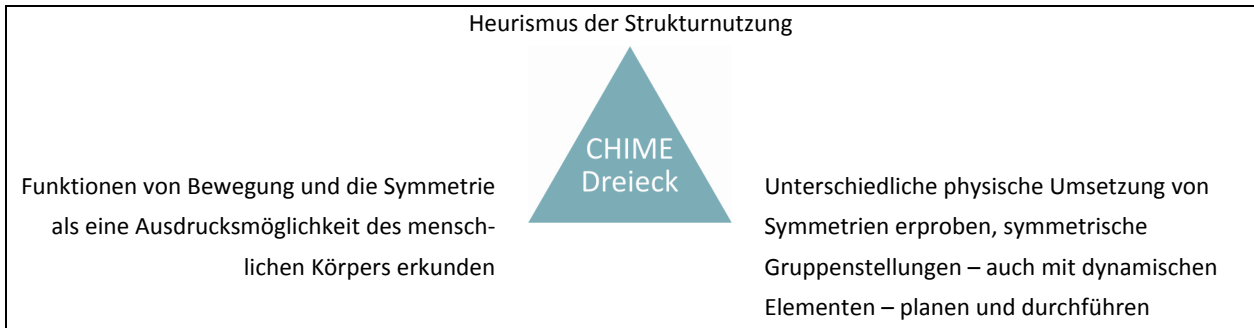 Heurismus der Strukturnutzung
CHIME
Dreieck
Funktionen von Bewegung und die Symmetrie
als eine Ausdrucksmöglichkeit des mensch-
lichen Körpers erkunden
Unterschiedliche physische Umsetzung von
Symmetrien erproben, symmetrische
Gruppenstellungen – auch mit dynamischen
Elementen – planen und durchführen